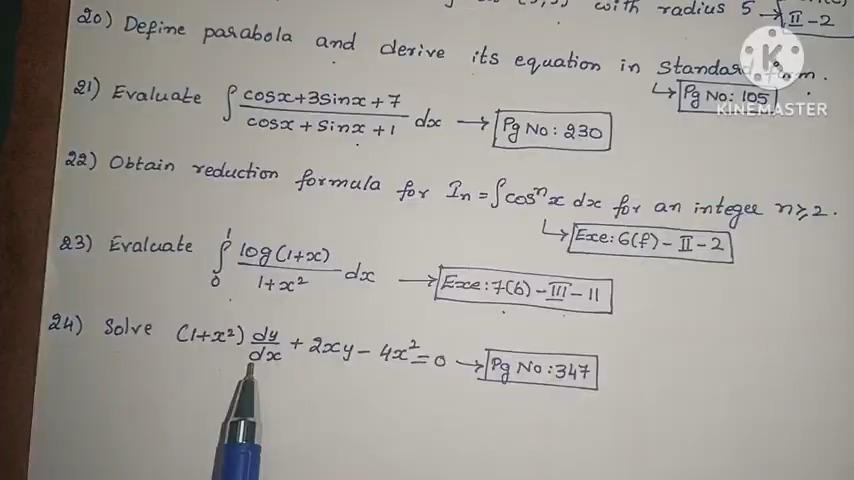 with radius 5 → II-2
20) Define parabola and derive its equation in standard form.
↳ Pg No: 105
K
KINEMASTER
21) Evaluate ∫ cosx+3sinx+7 / cosx+sinx+1 dx → Pg No: 230
22) Obtain reduction formula for In = ∫cosⁿx dx for an integer n≥2.
↳ Exe: 6(f) - II - 2
23) Evaluate ∫₀¹ log(1+x) / 1+x² dx → Exe: 7(b) - III - 11
24) Solve (1+x²) dy/dx + 2xy - 4x² = 0 → Pg No: 347